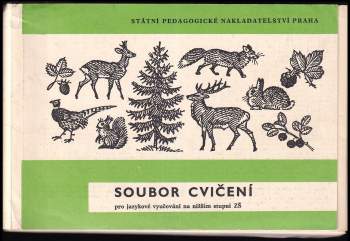 STÁTNÍ PEDAGOGICKÉ NAKLADATELSTVÍ PRAHA
SOUBOR CVIČENÍ
pro jazykové vyučování na nižším stupni ZŠ